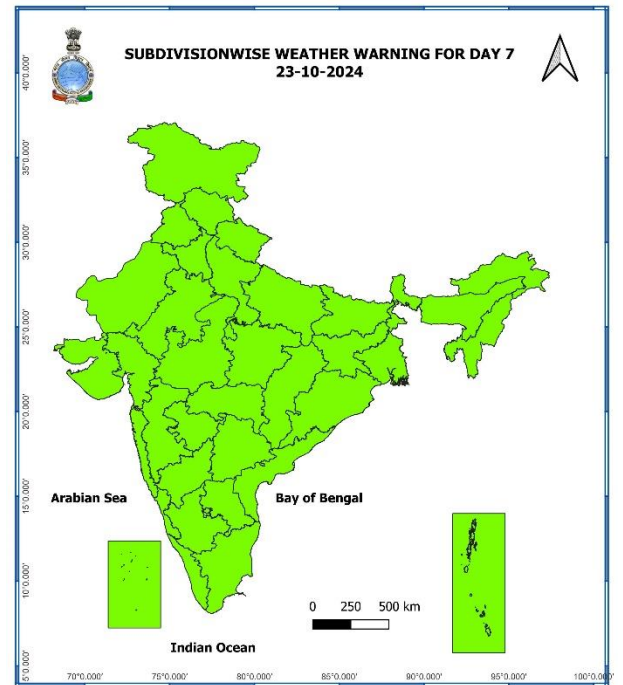 SUBDIVISIONWISE WEATHER WARNING FOR DAY 7
23-10-2024
40°0.000'
35°0.000'
30°0.000'
25°0.000'
20°0.000'
15°0.000'
10°0.000'
5°0.000'
Arabian Sea
Bay of Bengal
0 250 500 km
Indian Ocean
70°0.000' 75°0.000' 80°0.000' 85°0.000' 90°0.000' 95°0.000' 100°0.000'